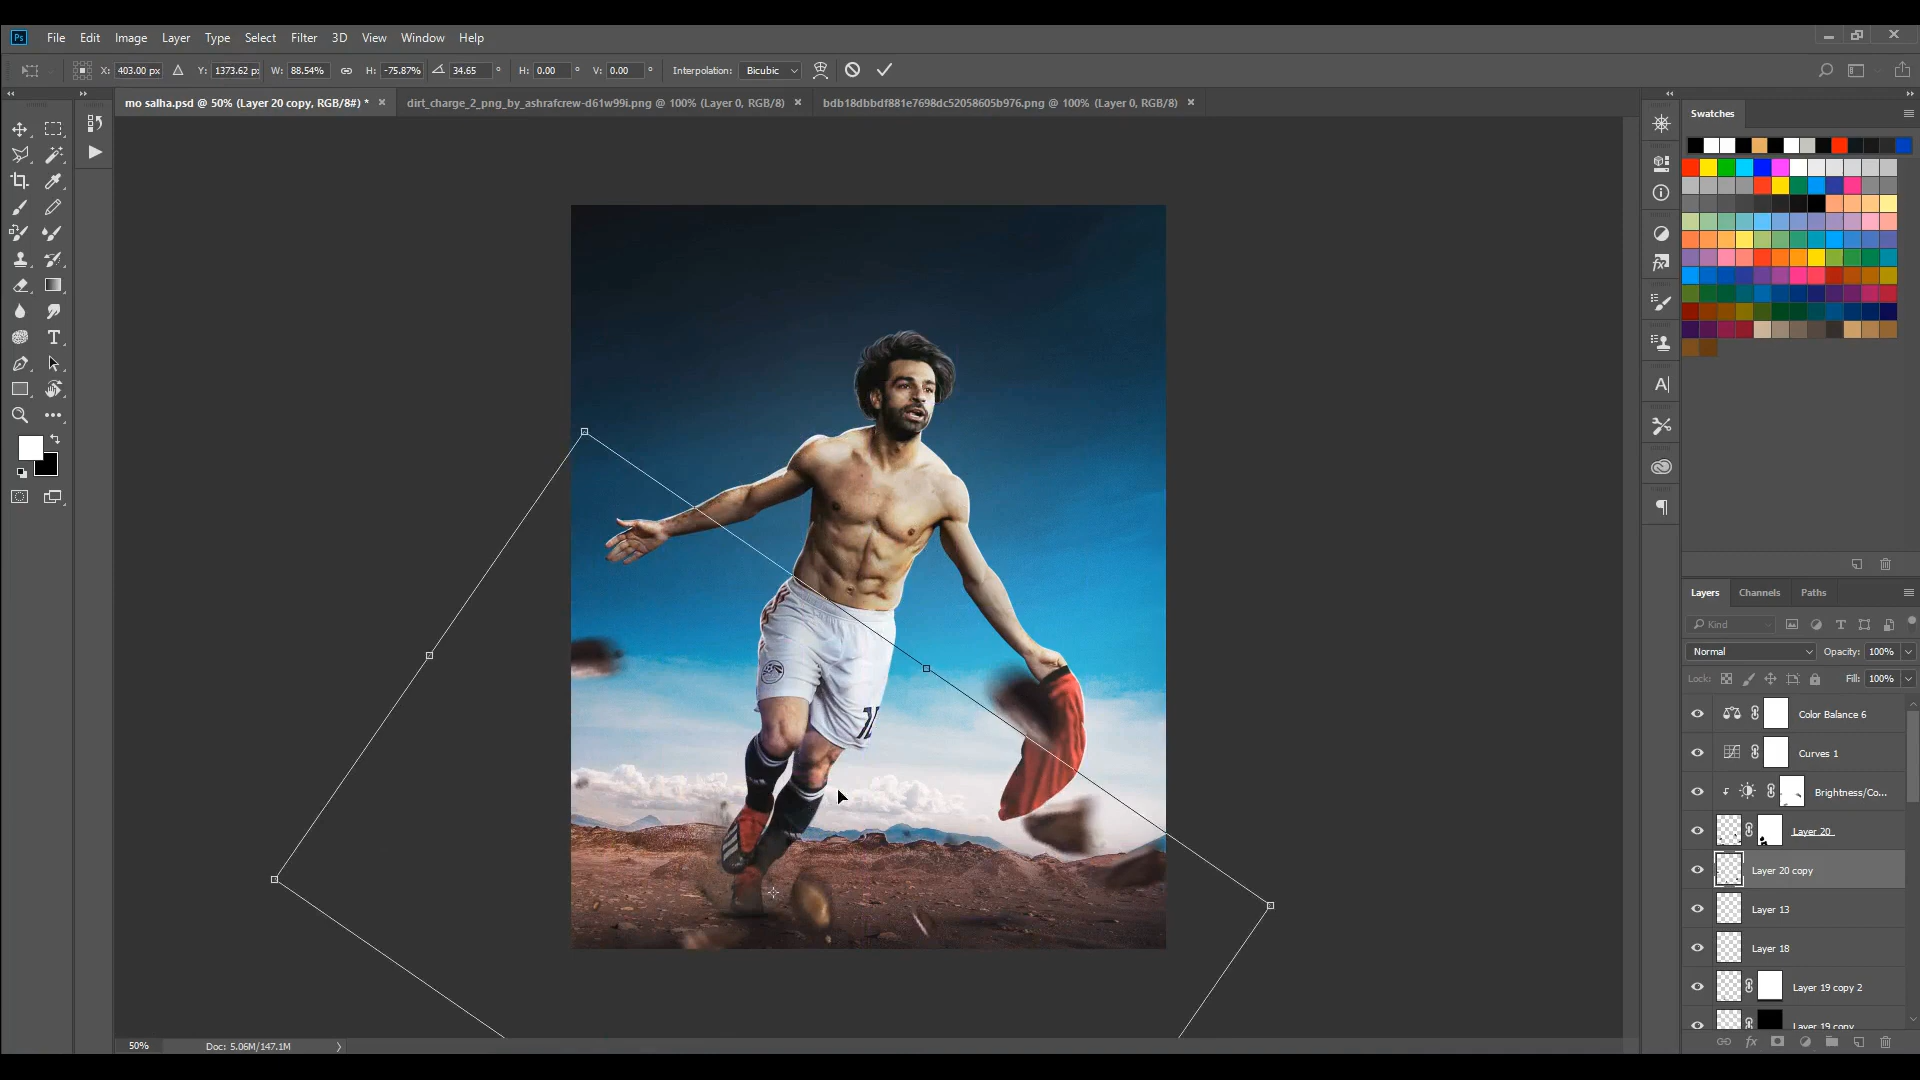 Ps File Edit Image Layer Type Select Filter 3D View Window Help
X: 403.00 px Y: 1373.62 px W: 88.54% H: -75.87% 34.65 ° H: 0.00 ° V: 0.00 ° Interpolation: Bicubic
mo salha.psd @ 50% (Layer 20 copy, RGB/8#) * × dirt_charge_2_png_by_ashrafcrew-d61w99i.png @ 100% (Layer 0, RGB/8) × bdb18dbbdf881e7698dc52058605b976.png @ 100% (Layer 0, RGB/8) ×
Swatches
Layers Channels Paths
Kind
Normal Opacity: 100%
Lock: Fill: 100%
Color Balance 6
Curves 1
Brightness/Co...
Layer 20
Layer 20 copy
Layer 13
Layer 18
Layer 19 copy 2
Layer 19 copy
50% Doc: 5.06M/147.1M